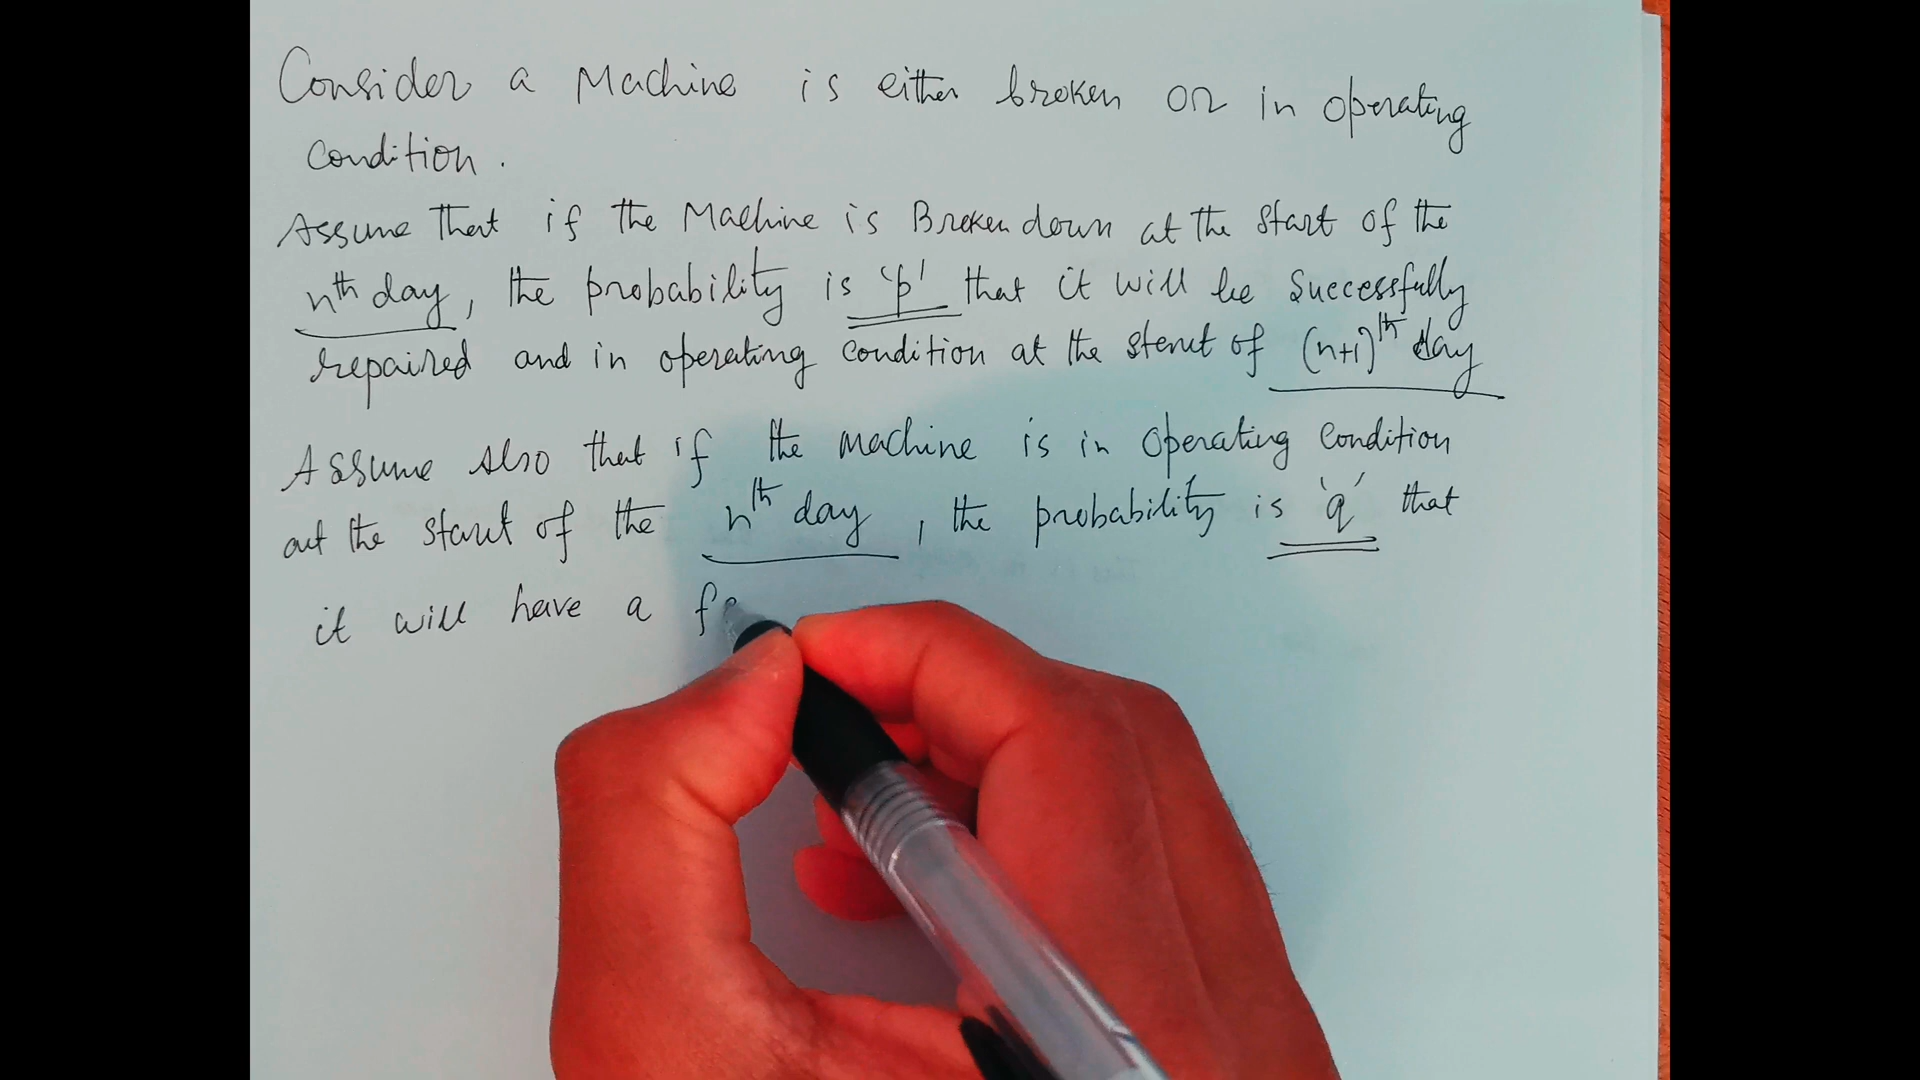 Consider a Machine is either broken or in operating
condition.
Assume that if the Machine is Broken down at the start of the
nth day, the probability is 'p' that it will be successfully
repaired and in operating condition at the start of (n+1)th day
Assume also that if the machine is in operating condition
at the start of the nth day, the probability is 'q' that
it will have a